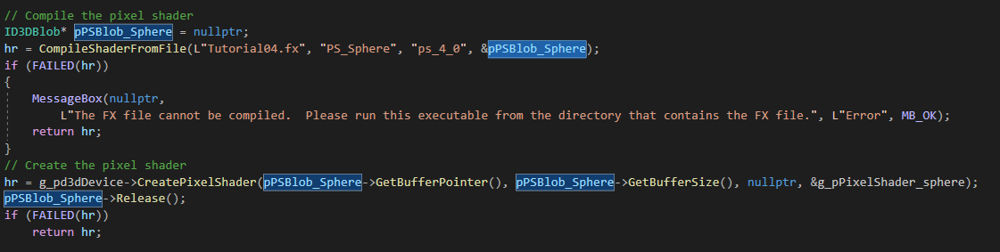 // Compile the pixel shader
ID3DBlob* pPSBlob_Sphere = nullptr;
hr = CompileShaderFromFile(L"Tutorial04.fx", "PS_Sphere", "ps_4_0", &pPSBlob_Sphere);
if (FAILED(hr))
{
    MessageBox(nullptr,
        L"The FX file cannot be compiled.  Please run this executable from the directory that contains the FX file.", L"Error", MB_OK);
    return hr;
}
// Create the pixel shader
hr = g_pd3dDevice->CreatePixelShader(pPSBlob_Sphere->GetBufferPointer(), pPSBlob_Sphere->GetBufferSize(), nullptr, &g_pPixelShader_sphere);
pPSBlob_Sphere->Release();
if (FAILED(hr))
    return hr;